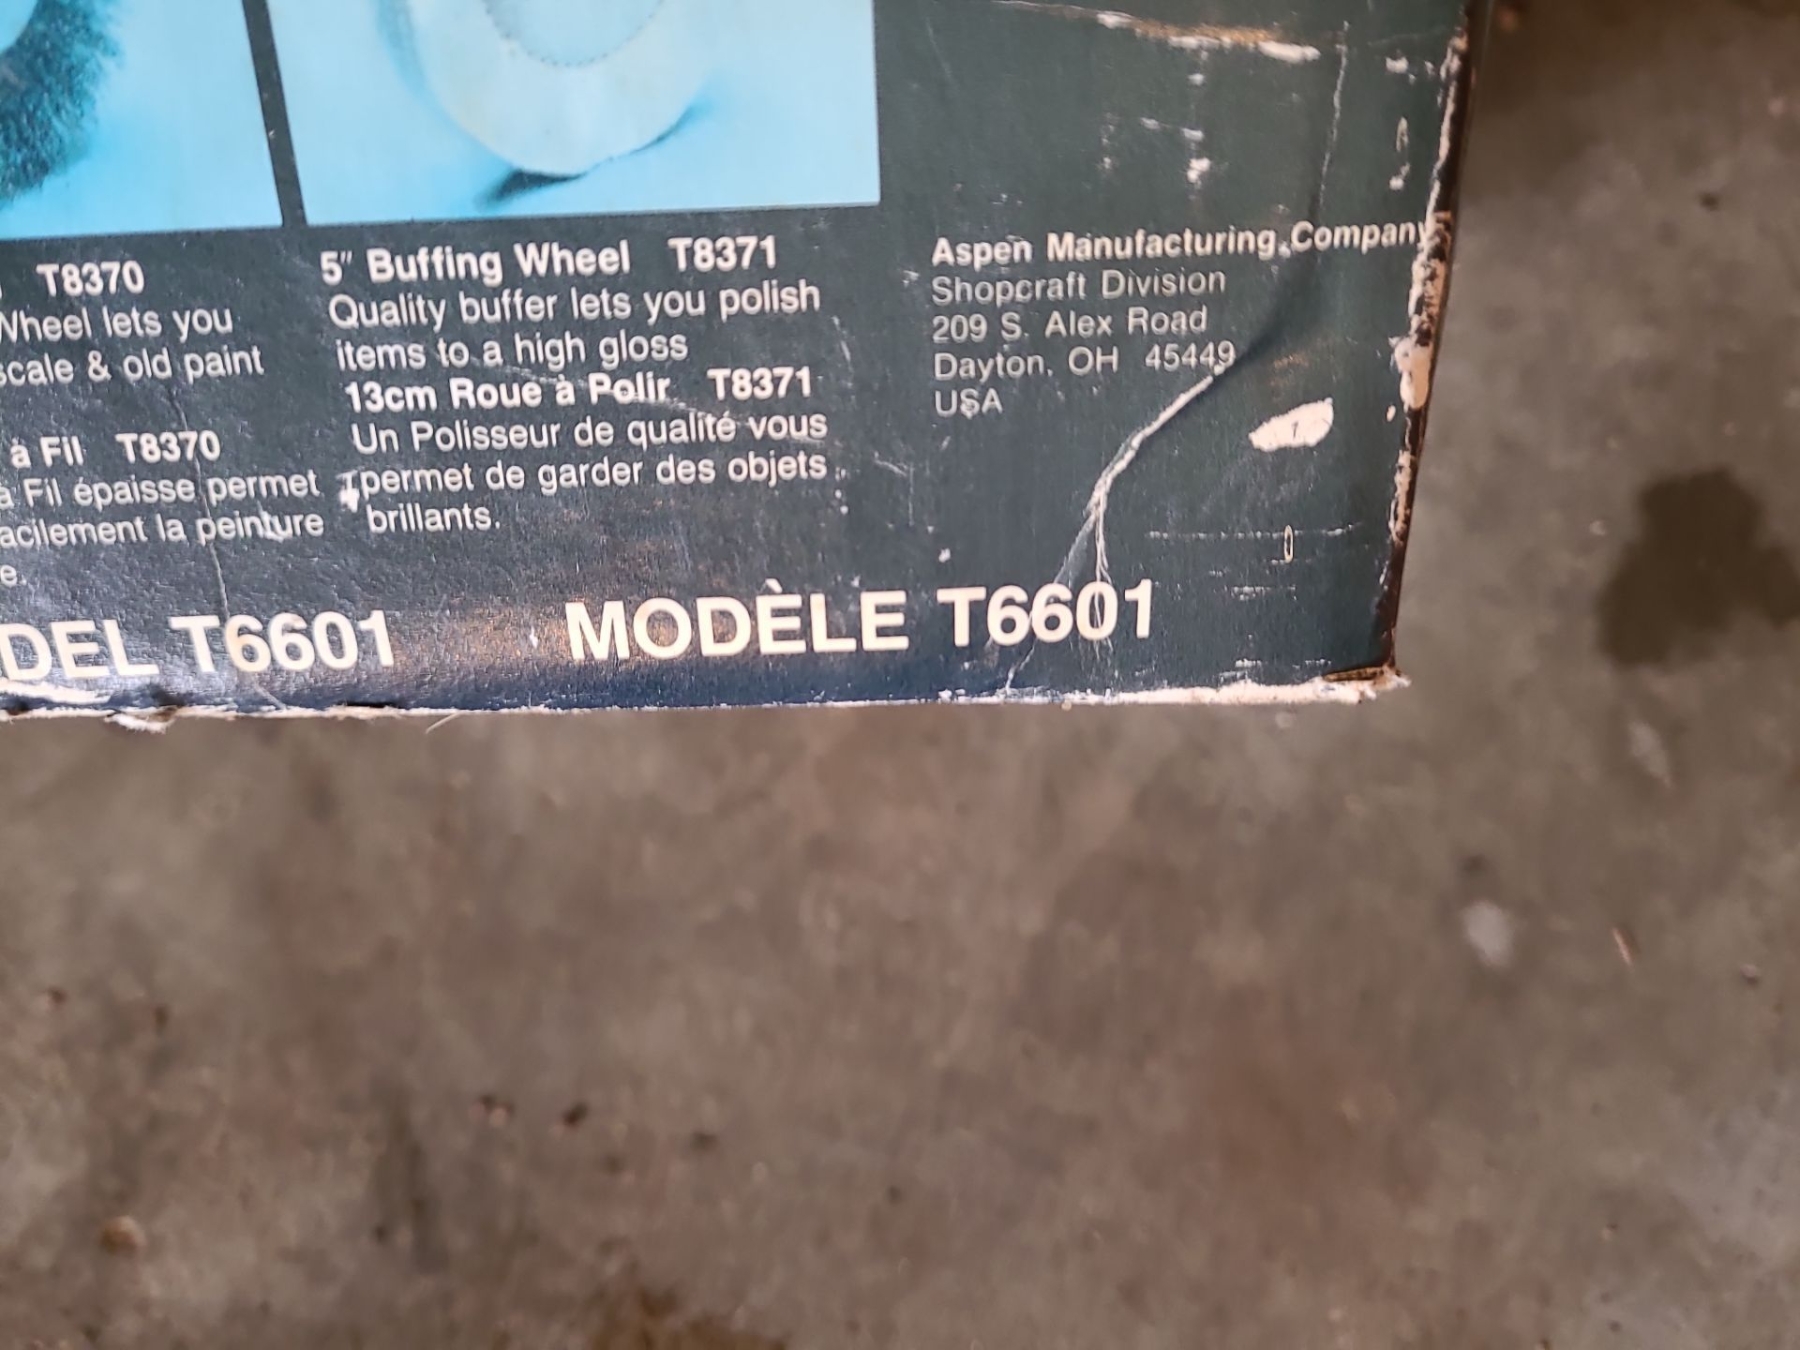 T8370
Wheel lets you
scale & old paint
à Fil T8370
à Fil épaisse permet
facilement la peinture
e.
5" Buffing Wheel T8371
Quality buffer lets you polish
items to a high gloss
13cm Roue à Polir T8371
Un Polisseur de qualité vous
permet de garder des objets
brillants.
Aspen Manufacturing Company
Shopcraft Division
209 S. Alex Road
Dayton, OH 45449
USA
DEL T6601 MODÈLE T6601